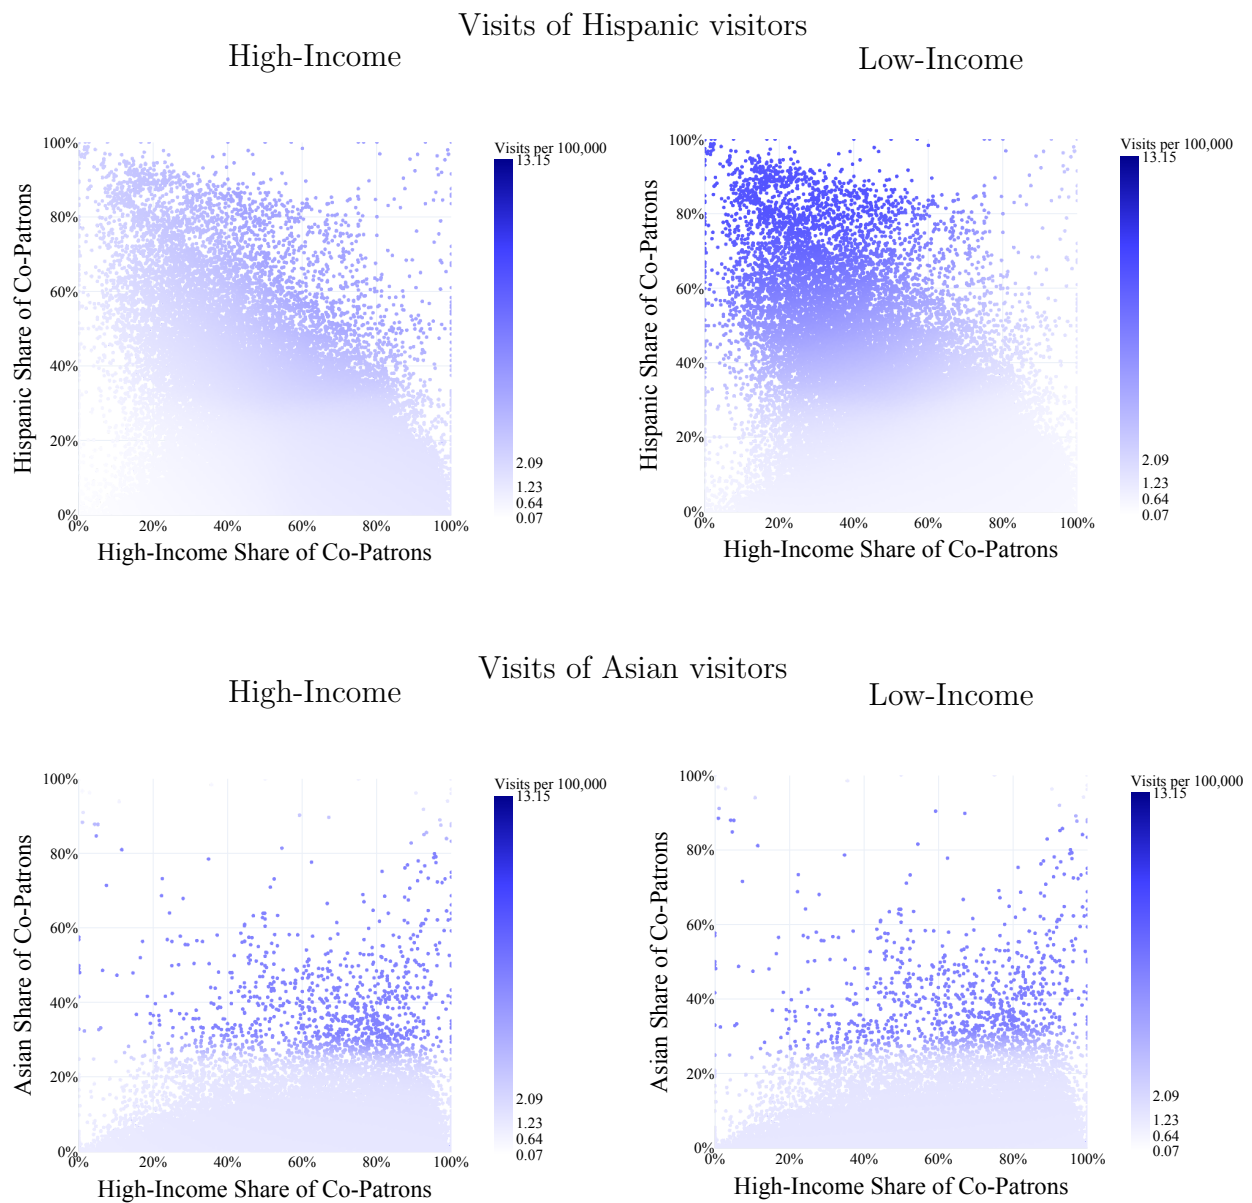 Visits of Hispanic visitors
High-Income
Low-Income
Visits per 100,000
13.15
2.09
1.23
0.64
0.07
100%
80%
60%
40%
20%
0%
Hispanic Share of Co-Patrons
0% 20% 40% 60% 80% 100%
High-Income Share of Co-Patrons
Visits per 100,000
13.15
2.09
1.23
0.64
0.07
100%
80%
60%
40%
20%
0%
Hispanic Share of Co-Patrons
0% 20% 40% 60% 80% 100%
High-Income Share of Co-Patrons
Visits of Asian visitors
High-Income
Low-Income
Visits per 100,000
13.15
2.09
1.23
0.64
0.07
100%
80%
60%
40%
20%
0%
Asian Share of Co-Patrons
0% 20% 40% 60% 80% 100%
High-Income Share of Co-Patrons
Visits per 100,000
13.15
2.09
1.23
0.64
0.07
100%
80%
60%
40%
20%
0%
Asian Share of Co-Patrons
0% 20% 40% 60% 80% 100%
High-Income Share of Co-Patrons